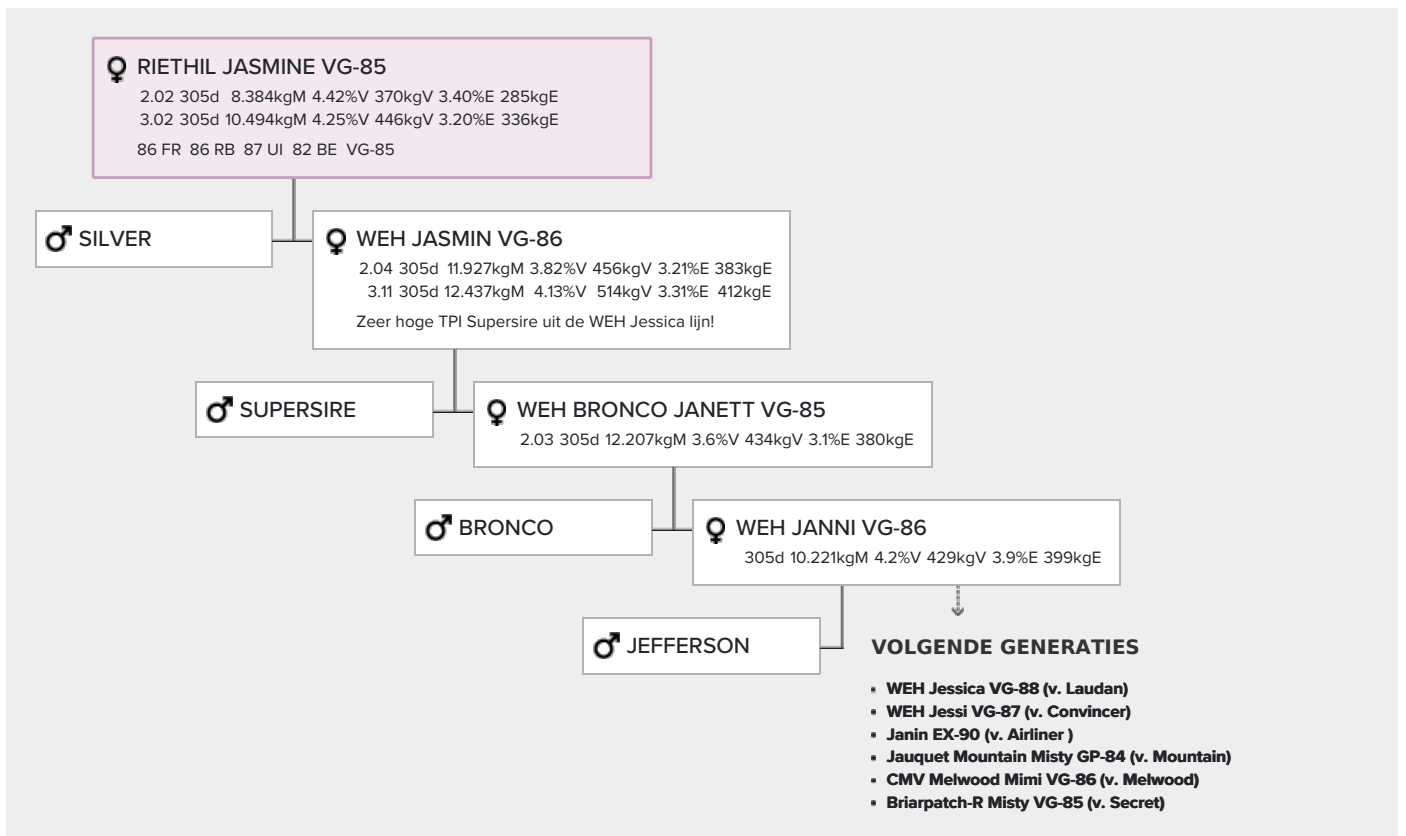 RIETHIL JASMINE VG-85
2.02 305d 8.384kgM 4.42%V 370kgV 3.40%E 285kgE
3.02 305d 10.494kgM 4.25%V 446kgV 3.20%E 336kgE
86 FR 86 RB 87 UI 82 BE VG-85
SILVER
WEH JASMIN VG-86
2.04 305d 11.927kgM 3.82%V 456kgV 3.21%E 383kgE
3.11 305d 12.437kgM 4.13%V 514kgV 3.31%E 412kgE
Zeer hoge TPI Supersire uit de WEH Jessica lijn!
SUPERSIRE
WEH BRONCO JANETT VG-85
2.03 305d 12.207kgM 3.6%V 434kgV 3.1%E 380kgE
BRONCO
WEH JANNI VG-86
305d 10.221kgM 4.2%V 429kgV 3.9%E 399kgE
JEFFERSON
VOLGENDE GENERATIES
▪ WEH Jessica VG-88 (v. Laudan)
▪ WEH Jessi VG-87 (v. Convincer)
▪ Janin EX-90 (v. Airliner )
▪ Jauquet Mountain Misty GP-84 (v. Mountain)
▪ CMV Melwood Mimi VG-86 (v. Melwood)
▪ Briarpatch-R Misty VG-85 (v. Secret)